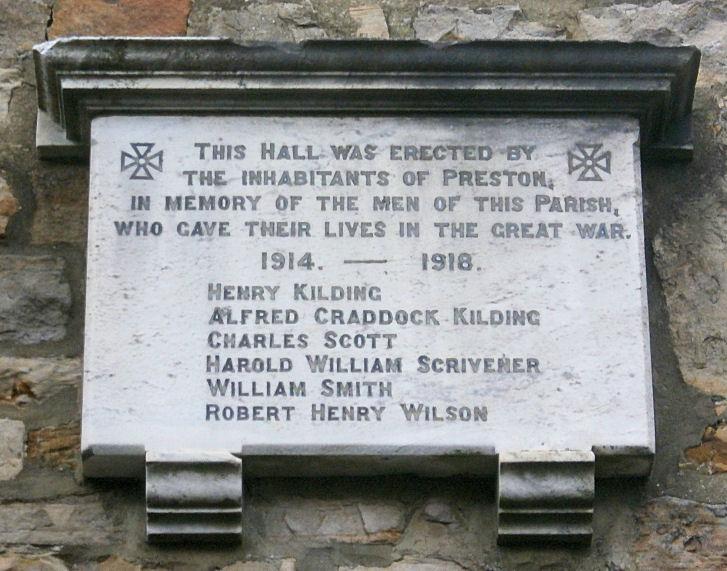 THIS HALL WAS ERECTED BY
THE INHABITANTS OF PRESTON,
IN MEMORY OF THE MEN OF THIS PARISH,
WHO GAVE THEIR LIVES IN THE GREAT WAR.
1914. — 1918.
HENRY KILDING
ALFRED CRADDOCK KILDING
CHARLES SCOTT
HAROLD WILLIAM SCRIVENER
WILLIAM SMITH
ROBERT HENRY WILSON